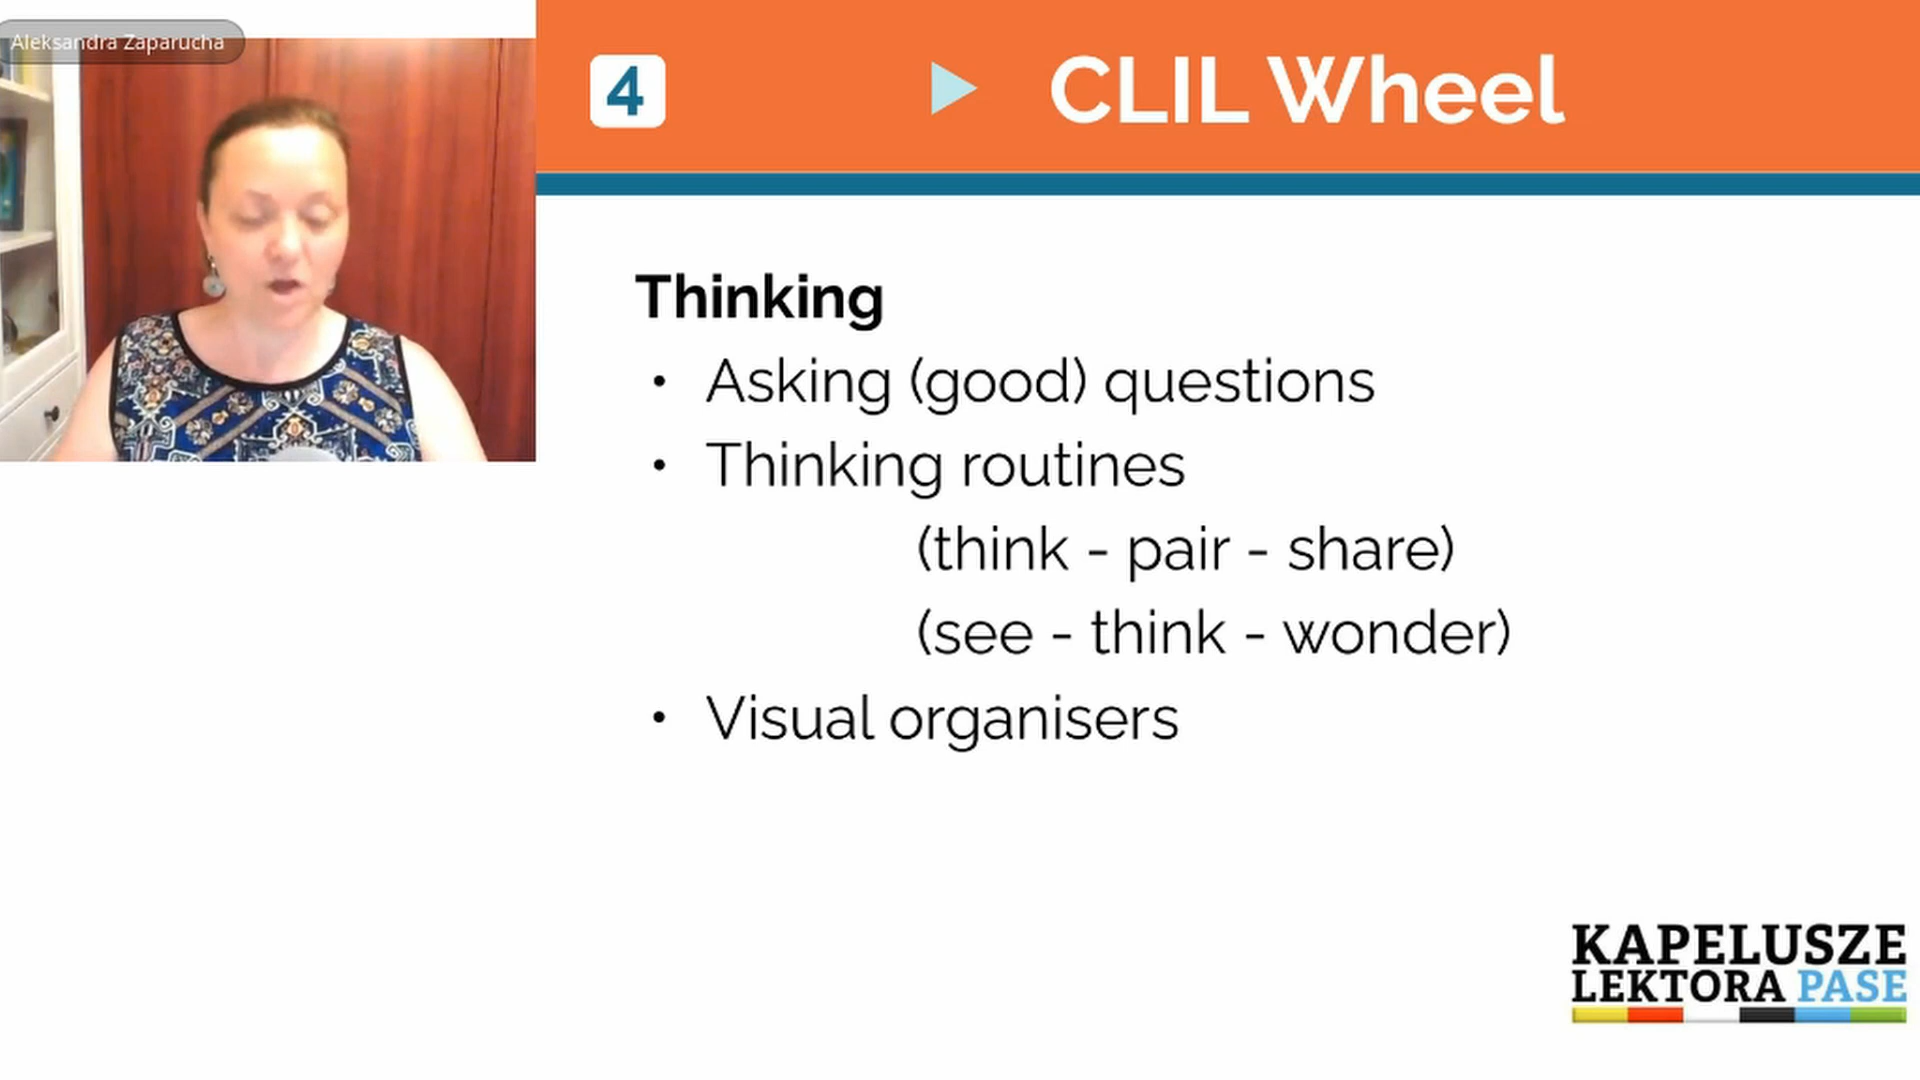 Aleksandra Zaparucha
4
CLIL Wheel
Thinking
• Asking (good) questions
• Thinking routines
(think - pair - share)
(see - think - wonder)
• Visual organisers
KAPELUSZE
LEKTORA PASE